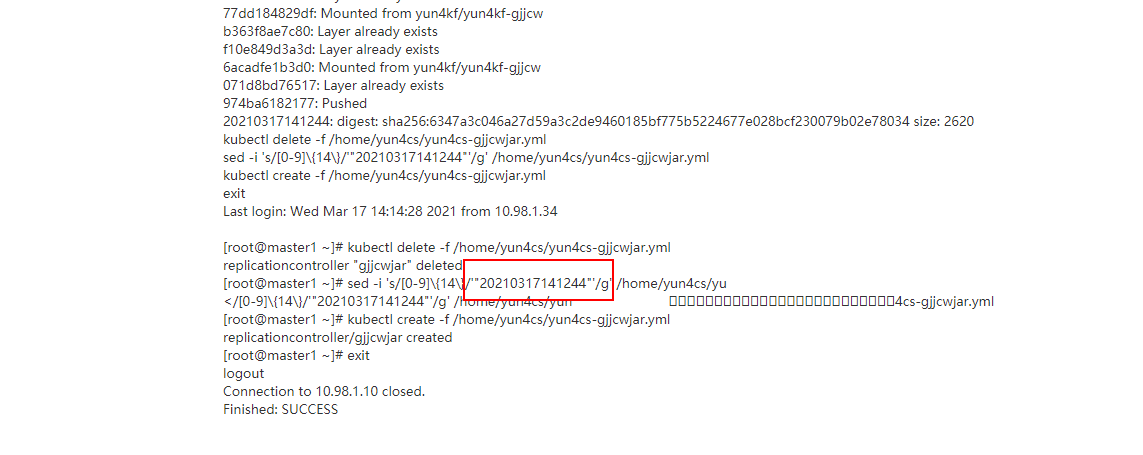 77dd184829df: Mounted from yun4kf/yun4kf-gjjcw
b363f8ae7c80: Layer already exists
f10e849d3a3d: Layer already exists
6acadfe1b3d0: Mounted from yun4kf/yun4kf-gjjcw
071d8bd76517: Layer already exists
974ba6182177: Pushed
20210317141244: digest: sha256:6347a3c046a27d59a3c2de9460185bf775b5224677e028bcf230079b02e78034 size: 2620
kubectl delete -f /home/yun4cs/yun4cs-gjjcwjar.yml
sed -i 's/[0-9]\{14\}/'"20210317141244"'/g' /home/yun4cs/yun4cs-gjjcwjar.yml
kubectl create -f /home/yun4cs/yun4cs-gjjcwjar.yml
exit
Last login: Wed Mar 17 14:14:28 2021 from 10.98.1.34
[root@master1 ~]# kubectl delete -f /home/yun4cs/yun4cs-gjjcwjar.yml
replicationcontroller "gjjcwjar" deleted
[root@master1 ~]# sed -i 's/[0-9]\{14\}/'"20210317141244"'/g' /home/yun4cs/yu
</[0-9]\{14\}/'"20210317141244"'/g' /home/yun4cs/yun 4cs-gjjcwjar.yml
[root@master1 ~]# kubectl create -f /home/yun4cs/yun4cs-gjjcwjar.yml
replicationcontroller/gjjcwjar created
[root@master1 ~]# exit
logout
Connection to 10.98.1.10 closed.
Finished: SUCCESS